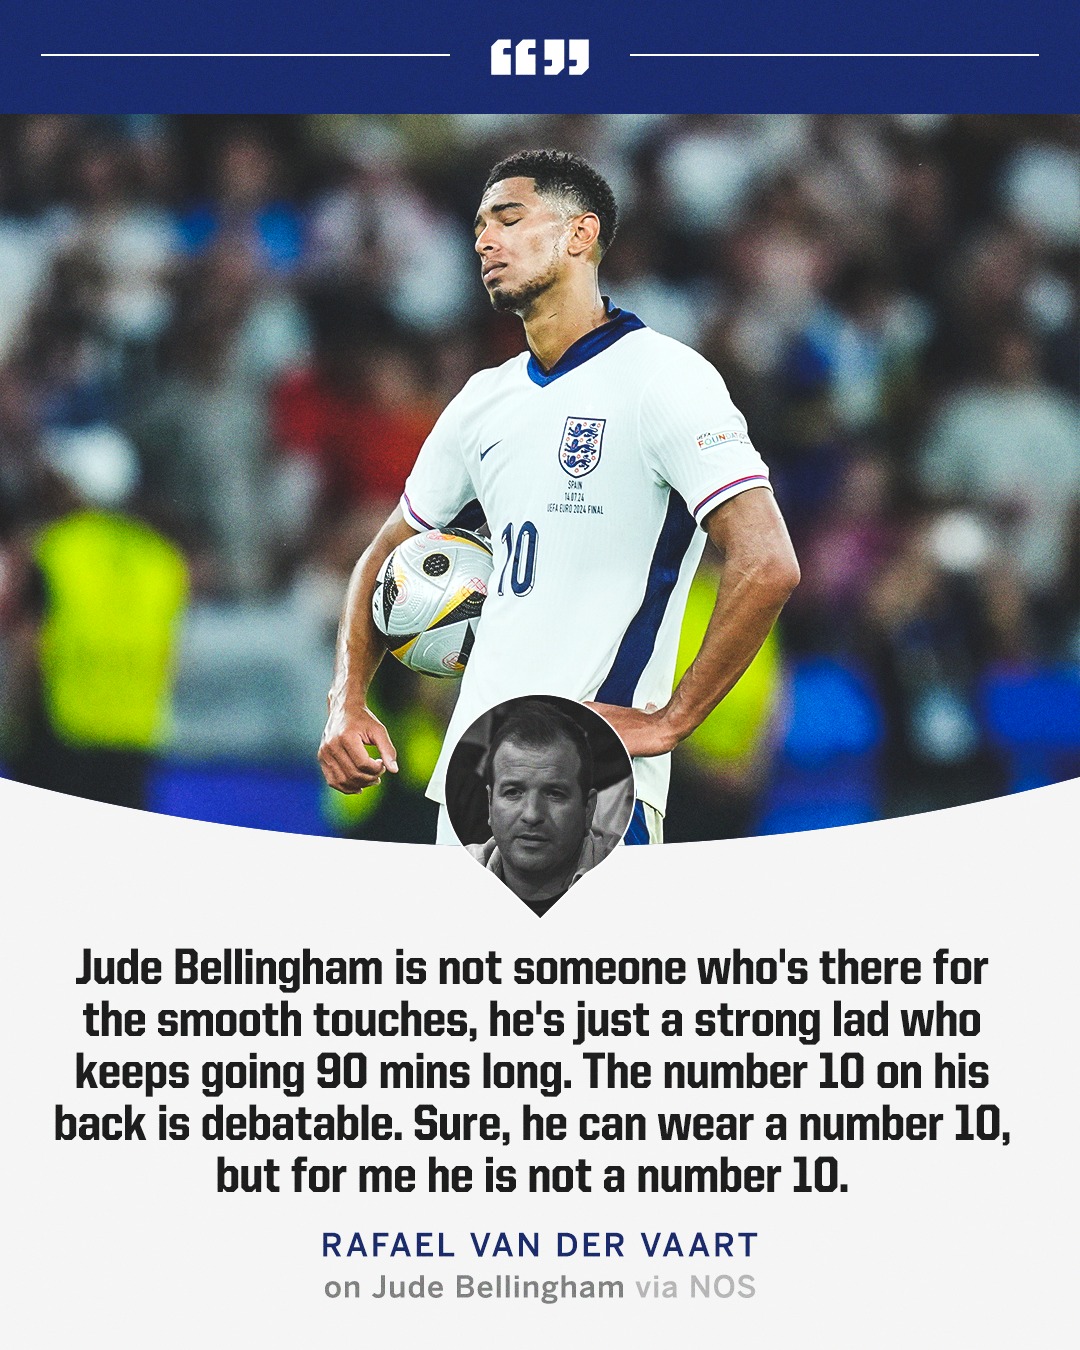 UEFA
FOUNDATION
SPAIN
14.07.24
UEFA EURO 2024 FINAL
10
Jude Bellingham is not someone who's there for
the smooth touches, he's just a strong lad who
keeps going 90 mins long. The number 10 on his
back is debatable. Sure, he can wear a number 10,
but for me he is not a number 10.
RAFAEL VAN DER VAART
on Jude Bellingham via NOS